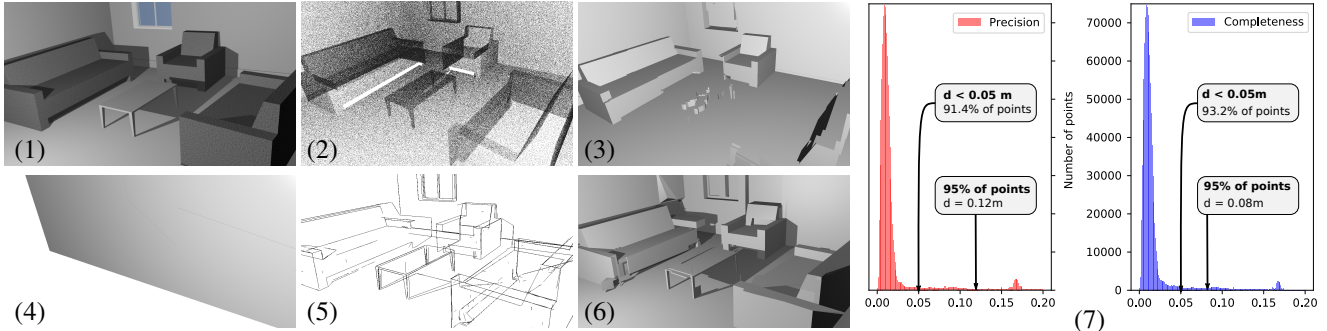 (1)
(2)
(3)
(4)
(5)
(6)
Precision
d < 0.05 m
91.4% of points
95% of points
d = 0.12m
0.00 0.05 0.10 0.15 0.20
Number of points
70000
60000
50000
40000
30000
20000
10000
0
Completeness
d < 0.05m
93.2% of points
95% of points
d = 0.08m
0.00 0.05 0.10 0.15 0.20
(7)